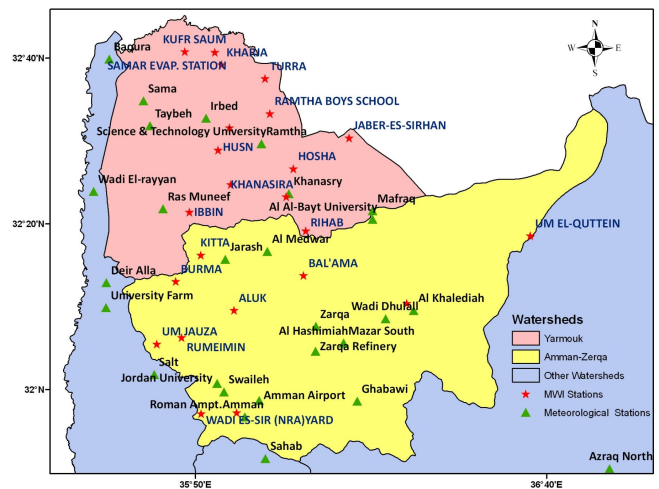 N
W E
S
32°40'N
32°20'N
32°N
35°50'E
36°40'E
KUFR SAUM
KHARJA
Baqura
SAMAR EVAP. STATION
TURRA
Sama
RAMTHA BOYS SCHOOL
Irbed
Taybeh
JABER-ES-SIRHAN
Science & Technology University
Ramtha
HUSN
HOSHA
Wadi El-rayyan
KHANASIRA
Khanasry
Ras Muneef
Al Al-Bayt University
Mafraq
IBBIN
RIHAB
UM EL-QUTTEIN
KITTA
Al Medwar
Jarash
BAL'AMA
Deir Alla
BURMA
University Farm
ALUK
Al Khalediah
Wadi Dhulail
Zarqa
UM JAUZA
Al Hashimiah
Mazar South
RUMEIMIN
Zarqa Refinery
Salt
Jordan University
Swaileh
Ghabawi
Amman Airport
Roman Ampt.
Amman
WADI ES-SIR (NRA)YARD
Sahab
Azraq North
Watersheds
Yarmouk
Amman-Zerqa
Other Watersheds
MWI Stations
Meteorological Stations